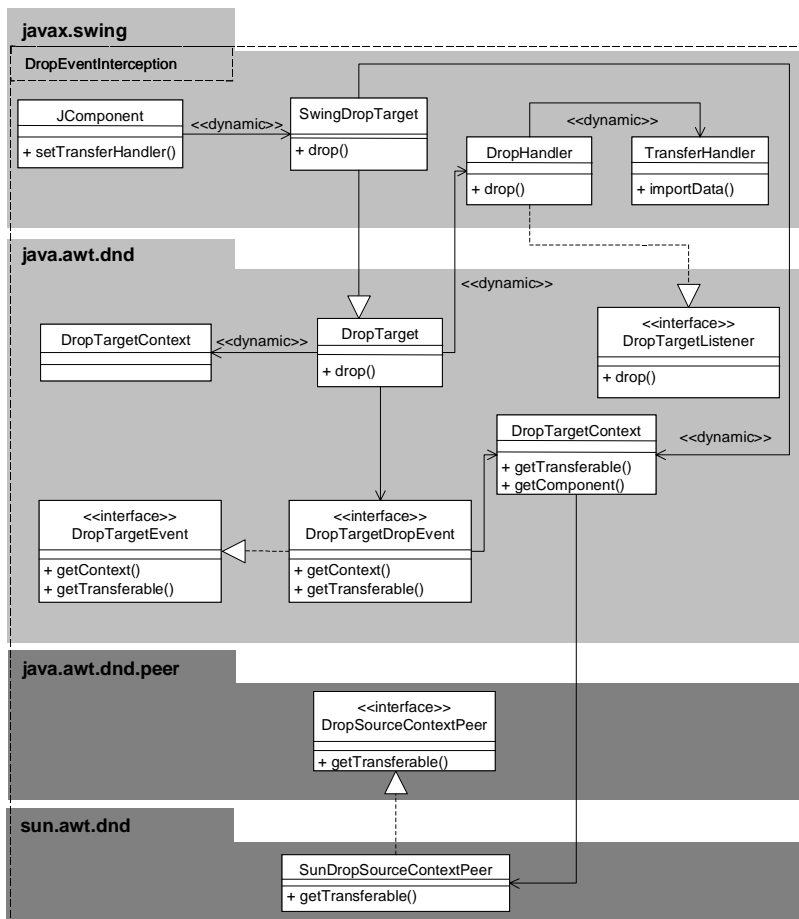 javax.swing
DropEventInterception
JComponent
+ setTransferHandler()
<<dynamic>>
SwingDropTarget
+ drop()
DropHandler
+ drop()
<<dynamic>>
TransferHandler
+ importData()
java.awt.dnd
<<dynamic>>
DropTargetContext
<<dynamic>>
DropTarget
+ drop()
<<interface>>
DropTargetListener
+ drop()
DropTargetContext
+ getTransferable()
+ getComponent()
<<dynamic>>
<<interface>>
DropTargetEvent
+ getContext()
+ getTransferable()
<<interface>>
DropTargetDropEvent
+ getContext()
+ getTransferable()
java.awt.dnd.peer
<<interface>>
DropSourceContextPeer
+ getTransferable()
sun.awt.dnd
SunDropSourceContextPeer
+ getTransferable()